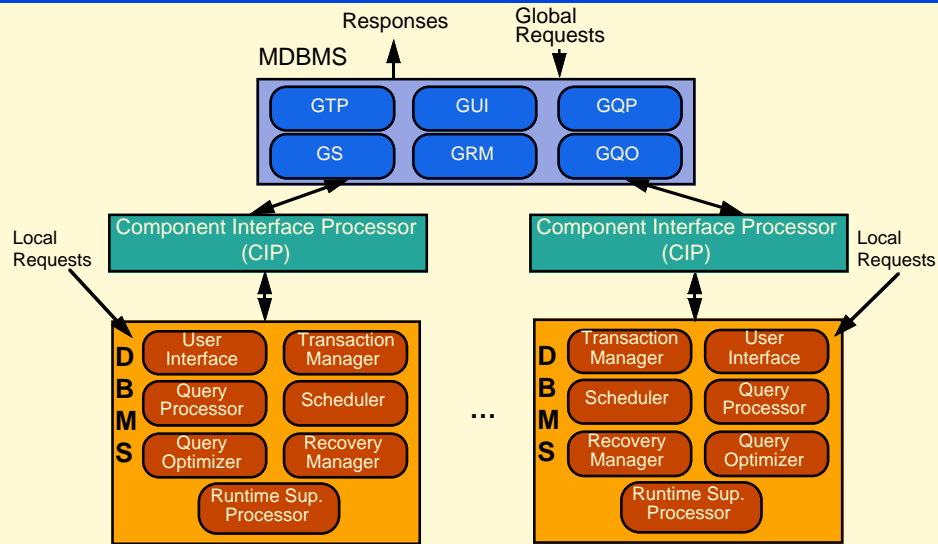 Responses
Global
Requests
MDBMS
GTP
GUI
GQP
GS
GRM
GQO
Component Interface Processor
(CIP)
Component Interface Processor
(CIP)
Local
Requests
Local
Requests
D
B
M
S
User
Interface
Transaction
Manager
Query
Processor
Scheduler
Query
Optimizer
Recovery
Manager
Runtime Sup.
Processor
...
D
B
M
S
Transaction
Manager
User
Interface
Scheduler
Query
Processor
Recovery
Manager
Query
Optimizer
Runtime Sup.
Processor